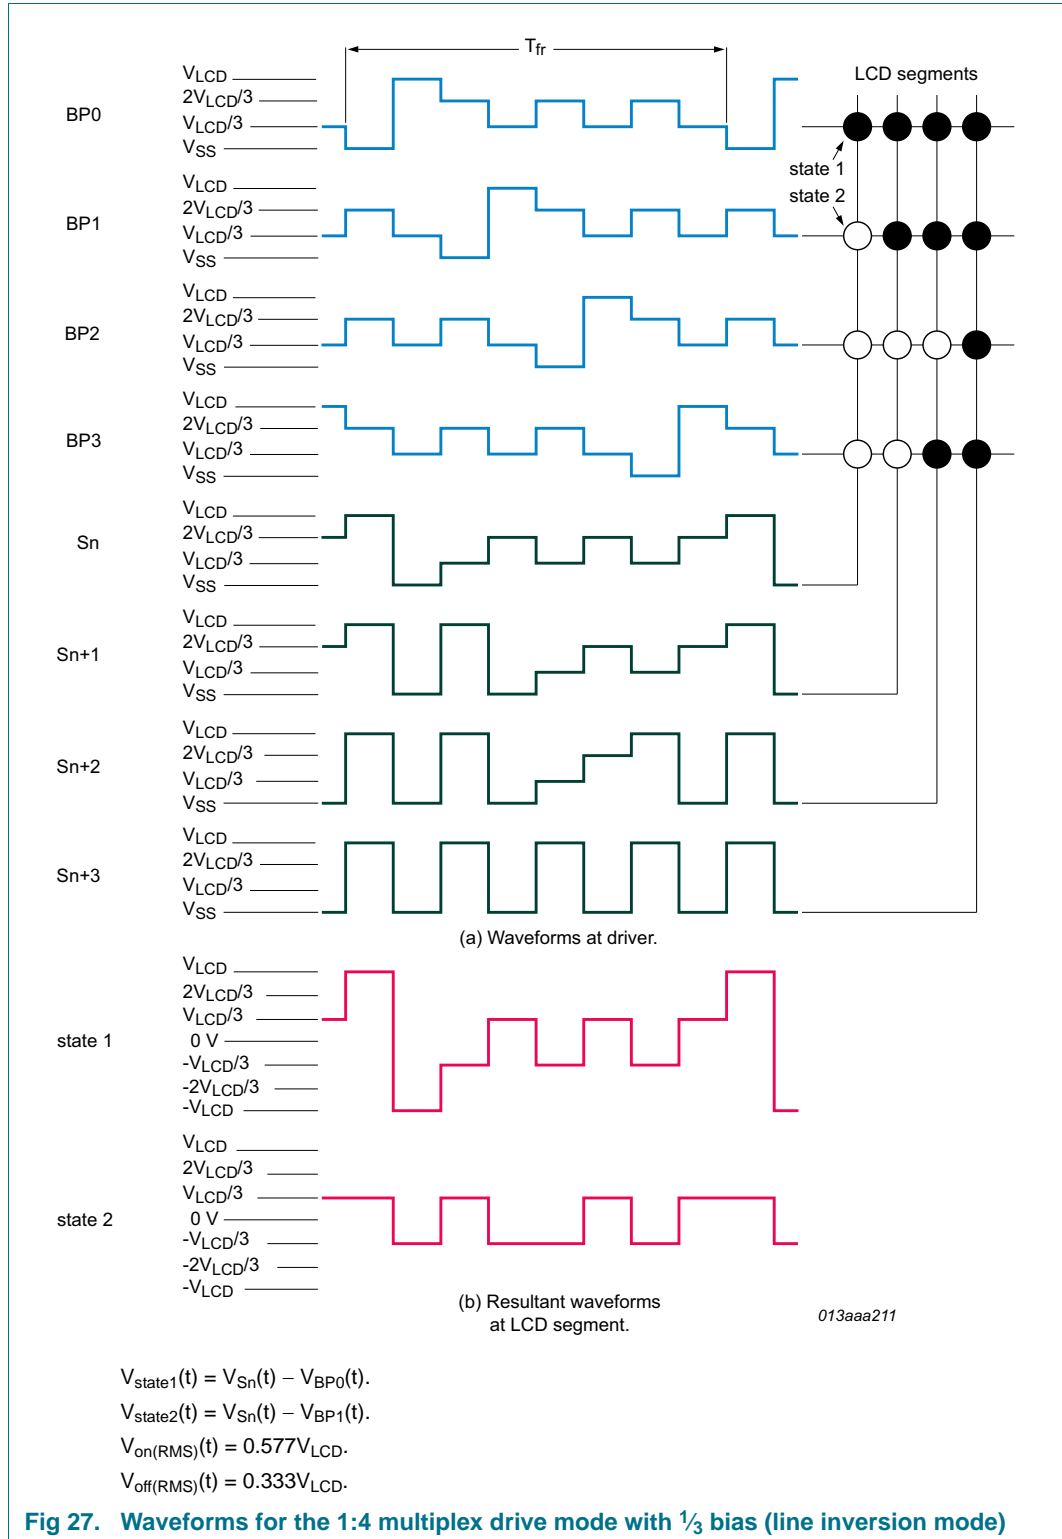 Tfr
BP0
VLCD
2VLCD/3
VLCD/3
VSS
LCD segments
state 1
state 2
BP1
VLCD
2VLCD/3
VLCD/3
VSS
BP2
VLCD
2VLCD/3
VLCD/3
VSS
BP3
VLCD
2VLCD/3
VLCD/3
VSS
Sn
VLCD
2VLCD/3
VLCD/3
VSS
Sn+1
VLCD
2VLCD/3
VLCD/3
VSS
Sn+2
VLCD
2VLCD/3
VLCD/3
VSS
Sn+3
VLCD
2VLCD/3
VLCD/3
VSS
(a) Waveforms at driver.
state 1
VLCD
2VLCD/3
VLCD/3
0 V
-VLCD/3
-2VLCD/3
-VLCD
state 2
VLCD
2VLCD/3
VLCD/3
0 V
-VLCD/3
-2VLCD/3
-VLCD
(b) Resultant waveforms
at LCD segment.
013aaa211
Vstate1(t) = VSn(t) − VBP0(t).
Vstate2(t) = VSn(t) − VBP1(t).
Von(RMS)(t) = 0.577VLCD.
Voff(RMS)(t) = 0.333VLCD.
Fig 27. Waveforms for the 1:4 multiplex drive mode with 1⁄3 bias (line inversion mode)